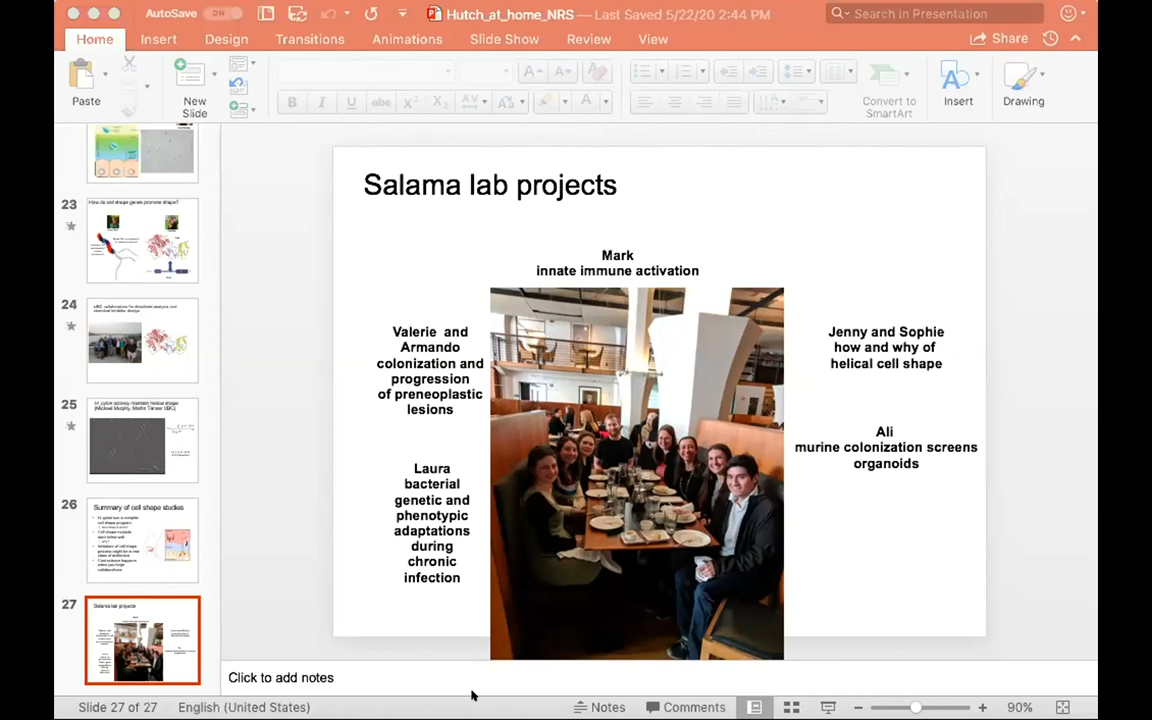 AutoSave
ON
Hutch_at_home_NRS — Last Saved 5/22/20 2:44 PM
Search in Presentation
Home
Insert
Design
Transitions
Animations
Slide Show
Review
View
Share
Paste
New
Slide
Convert to
SmartArt
Insert
Drawing
23
How do cell shape genes promote shape?
24
25
26
Summary of cell shape studies
27
Salama lab projects
Salama lab projects
Mark
innate immune activation
Valerie and
Armando
colonization and
progression
of preneoplastic
lesions
Laura
bacterial
genetic and
phenotypic
adaptations
during
chronic
infection
Jenny and Sophie
how and why of
helical cell shape
Ali
murine colonization screens
organoids
Click to add notes
Slide 27 of 27
English (United States)
Notes
Comments
90%